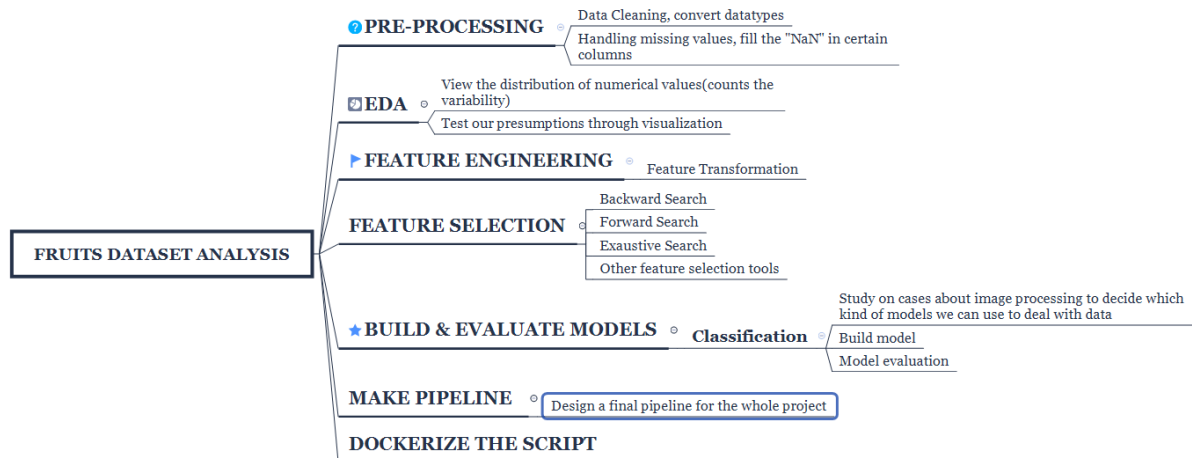 PRE-PROCESSING
Data Cleaning, convert datatypes
Handling missing values, fill the "NaN" in certain
columns
EDA
View the distribution of numerical values(counts the
variability)
Test our presumptions through visualization
FEATURE ENGINEERING
Feature Transformation
FEATURE SELECTION
Backward Search
Forward Search
Exaustive Search
Other feature selection tools
FRUITS DATASET ANALYSIS
BUILD & EVALUATE MODELS
Classification
Study on cases about image processing to decide which
kind of models we can use to deal with data
Build model
Model evaluation
MAKE PIPELINE
Design a final pipeline for the whole project
DOCKERIZE THE SCRIPT